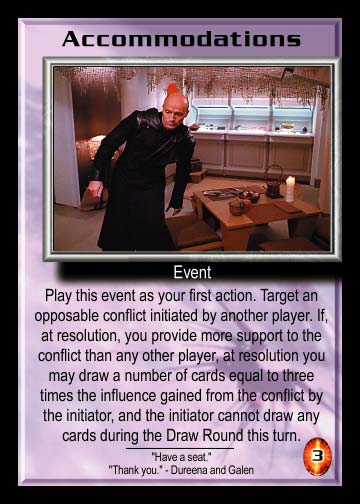 Accommodations
Event
Play this event as your first action. Target an
opposable conflict initiated by another player. If,
at resolution, you provide more support to the
conflict than any other player, at resolution you
may draw a number of cards equal to three
times the influence gained from the conflict by
the initiator, and the initiator cannot draw any
cards during the Draw Round this turn.
"Have a seat."
"Thank you." - Dureena and Galen
3